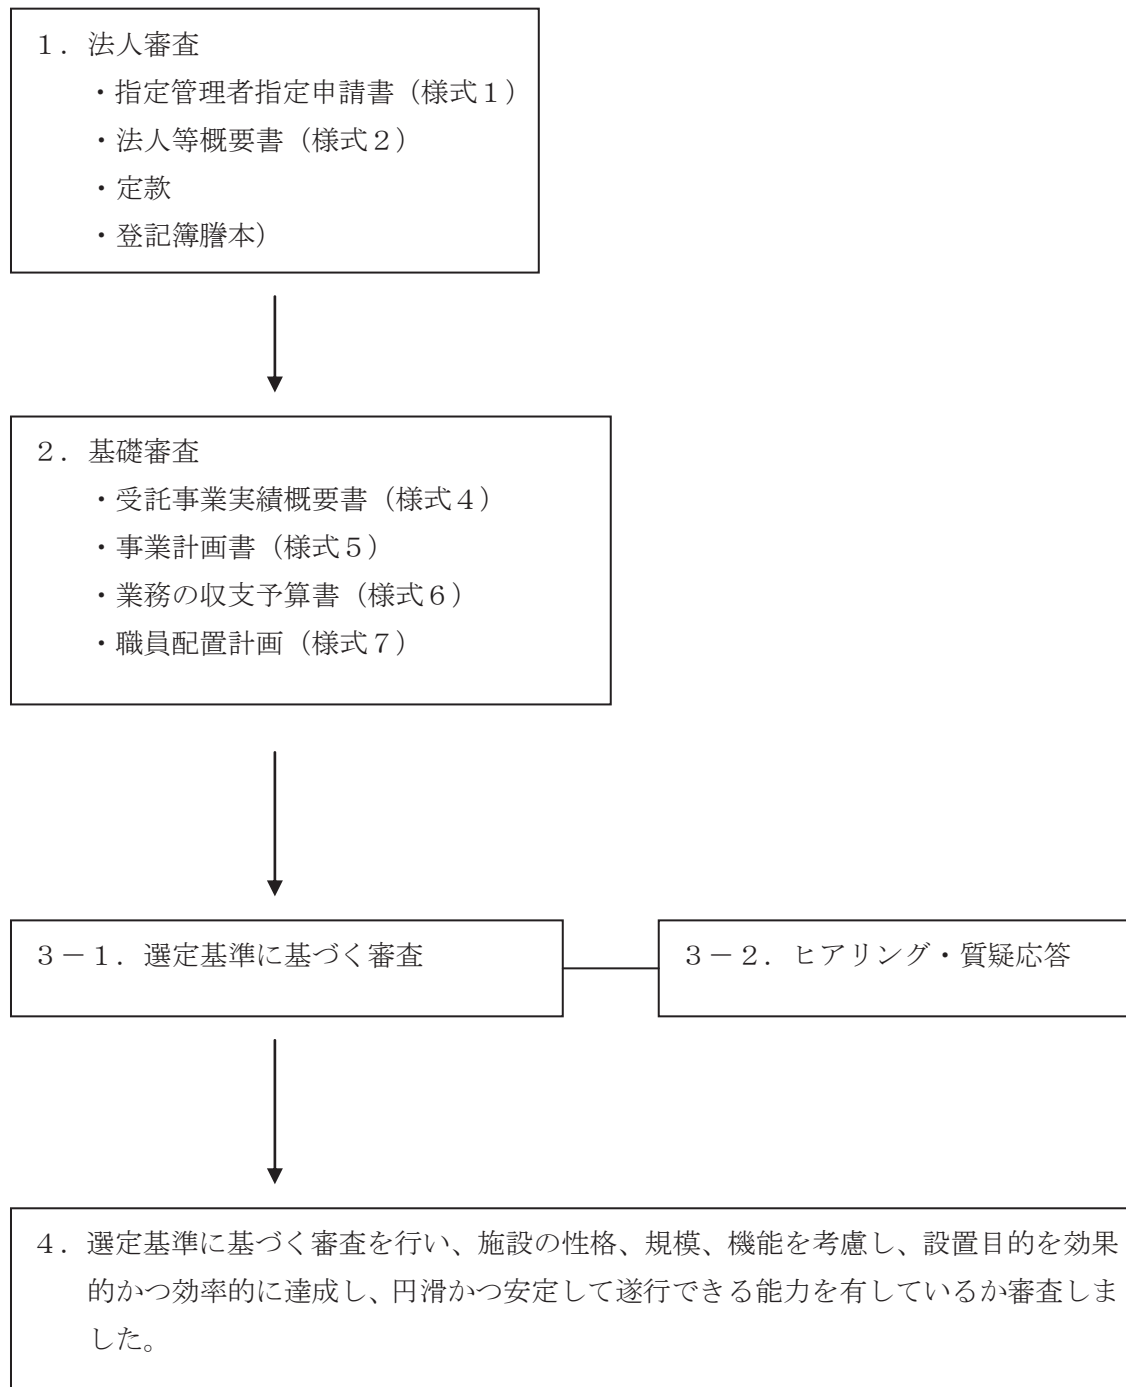 １．法人審査
・指定管理者指定申請書（様式１）
・法人等概要書（様式２）
・定款
・登記簿謄本）
２．基礎審査
・受託事業実績概要書（様式４）
・事業計画書（様式５）
・業務の収支予算書（様式６）
・職員配置計画（様式７）
３－１．選定基準に基づく審査
３－２．ヒアリング・質疑応答
４．選定基準に基づく審査を行い、施設の性格、規模、機能を考慮し、設置目的を効果
的かつ効率的に達成し、円滑かつ安定して遂行できる能力を有しているか審査しま
した。